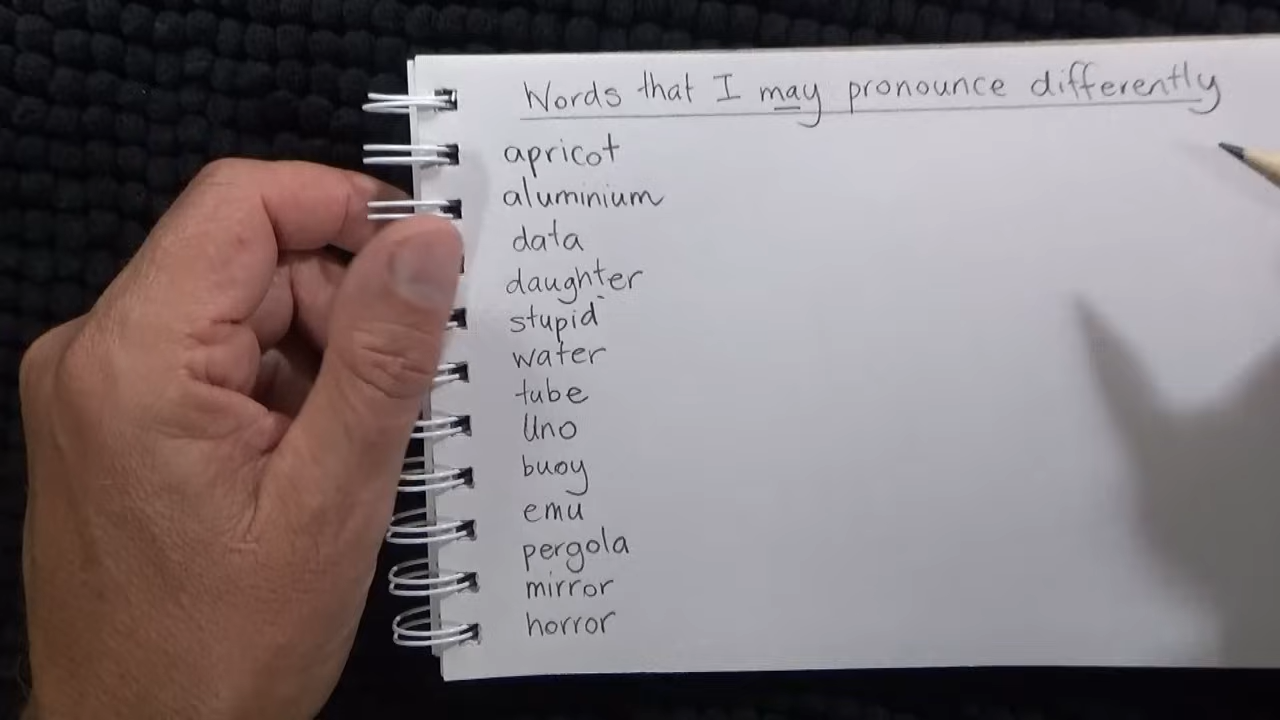 Words that I may pronounce differently
apricot
aluminium
data
daughter
stupid
water
tube
Uno
buoy
emu
pergola
mirror
horror